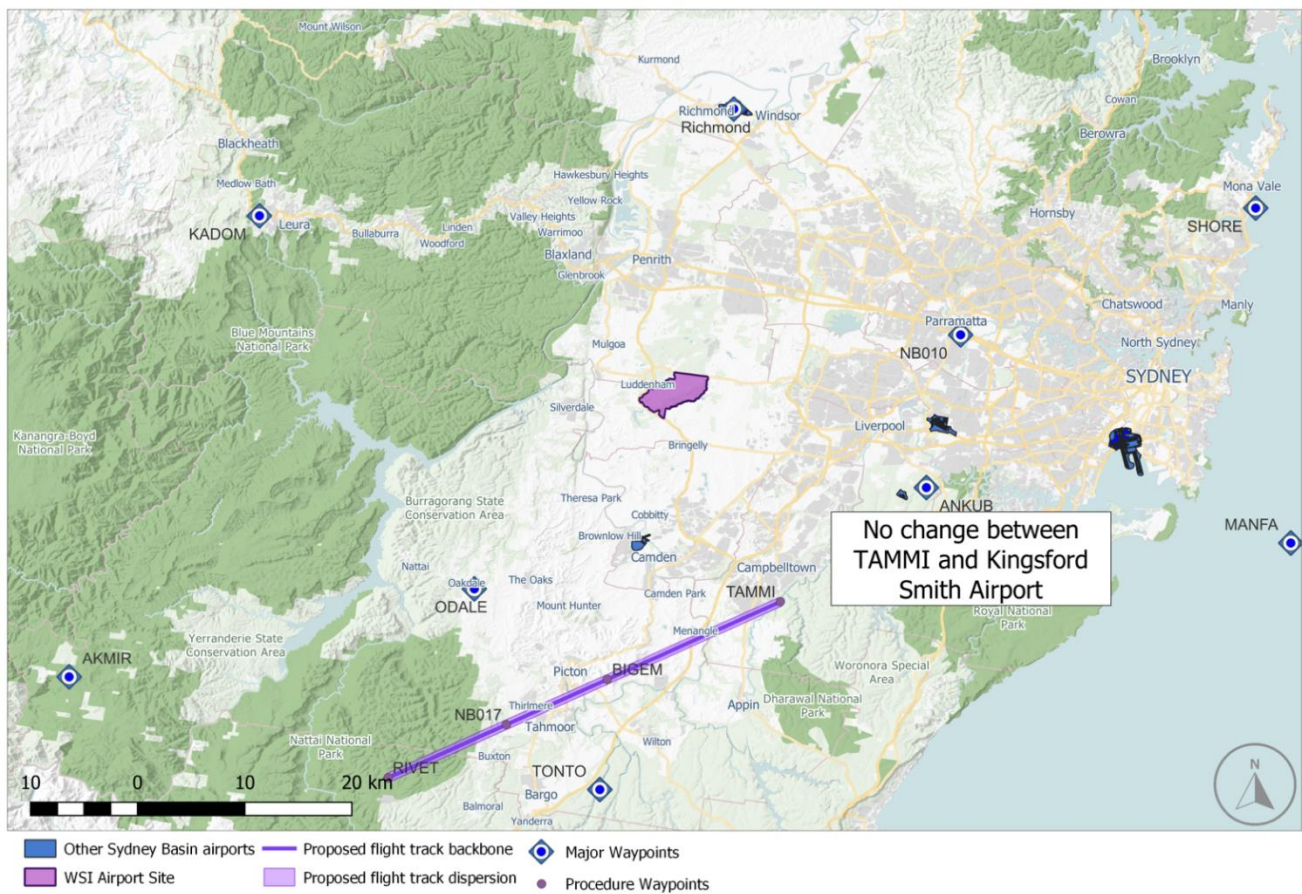 Mount Wilson
Kurmond
Brooklyn
Cowan
Richmond
Windsor
Richmond
Berowra
Blackheath
Hawkesbury Heights
Medlow Bath
Yellow Rock
Mona Vale
KADOM
Leura
Linden
Valley Heights
Hornsby
SHORE
Bullaburra
Woodford
Warrimoo
Blaxland
Penrith
Glenbrook
Chatswood
Manly
Blue Mountains
National Park
Parramatta
Mulgoa
NB010
North Sydney
SYDNEY
Luddenham
Silverdale
Liverpool
Kanangra-Boyd
National Park
Bringelly
Burragorang State
Conservation Area
Theresa Park
ANKUB
Cobbitty
No change between
TAMMI and Kingsford
Smith Airport
MANFA
Brownlow Hill
Camden
Nattai
Campbelltown
Oakdale
The Oaks
ODALE
Camden Park
TAMMI
Mount Hunter
Royal National
Park
Menangle
Yerranderie State
Conservation Area
AKMIR
Picton
BIGEM
Woronora Special
Area
Dharawal National
Park
Thirlmere
NB017
Tahmoor
Appin
Nattai National
Park
Buxton
Wilton
RIVET
TONTO
N
10 0 10 20 km
Balmoral
Bargo
Yanderra
Other Sydney Basin airports
Proposed flight track backbone
Major Waypoints
WSI Airport Site
Proposed flight track dispersion
Procedure Waypoints